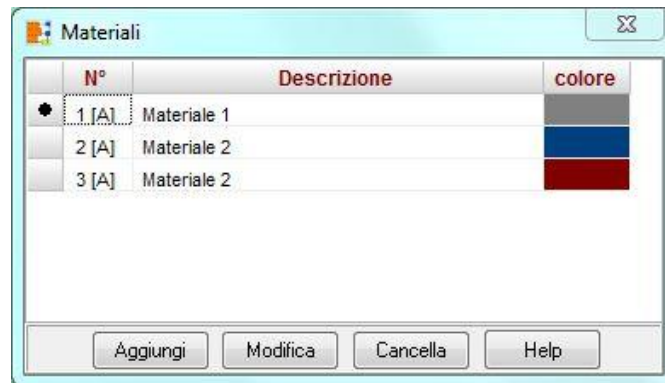 Materiali
N° Descrizione colore
1 [A] Materiale 1
2 [A] Materiale 2
3 [A] Materiale 2
Aggiungi Modifica Cancella Help